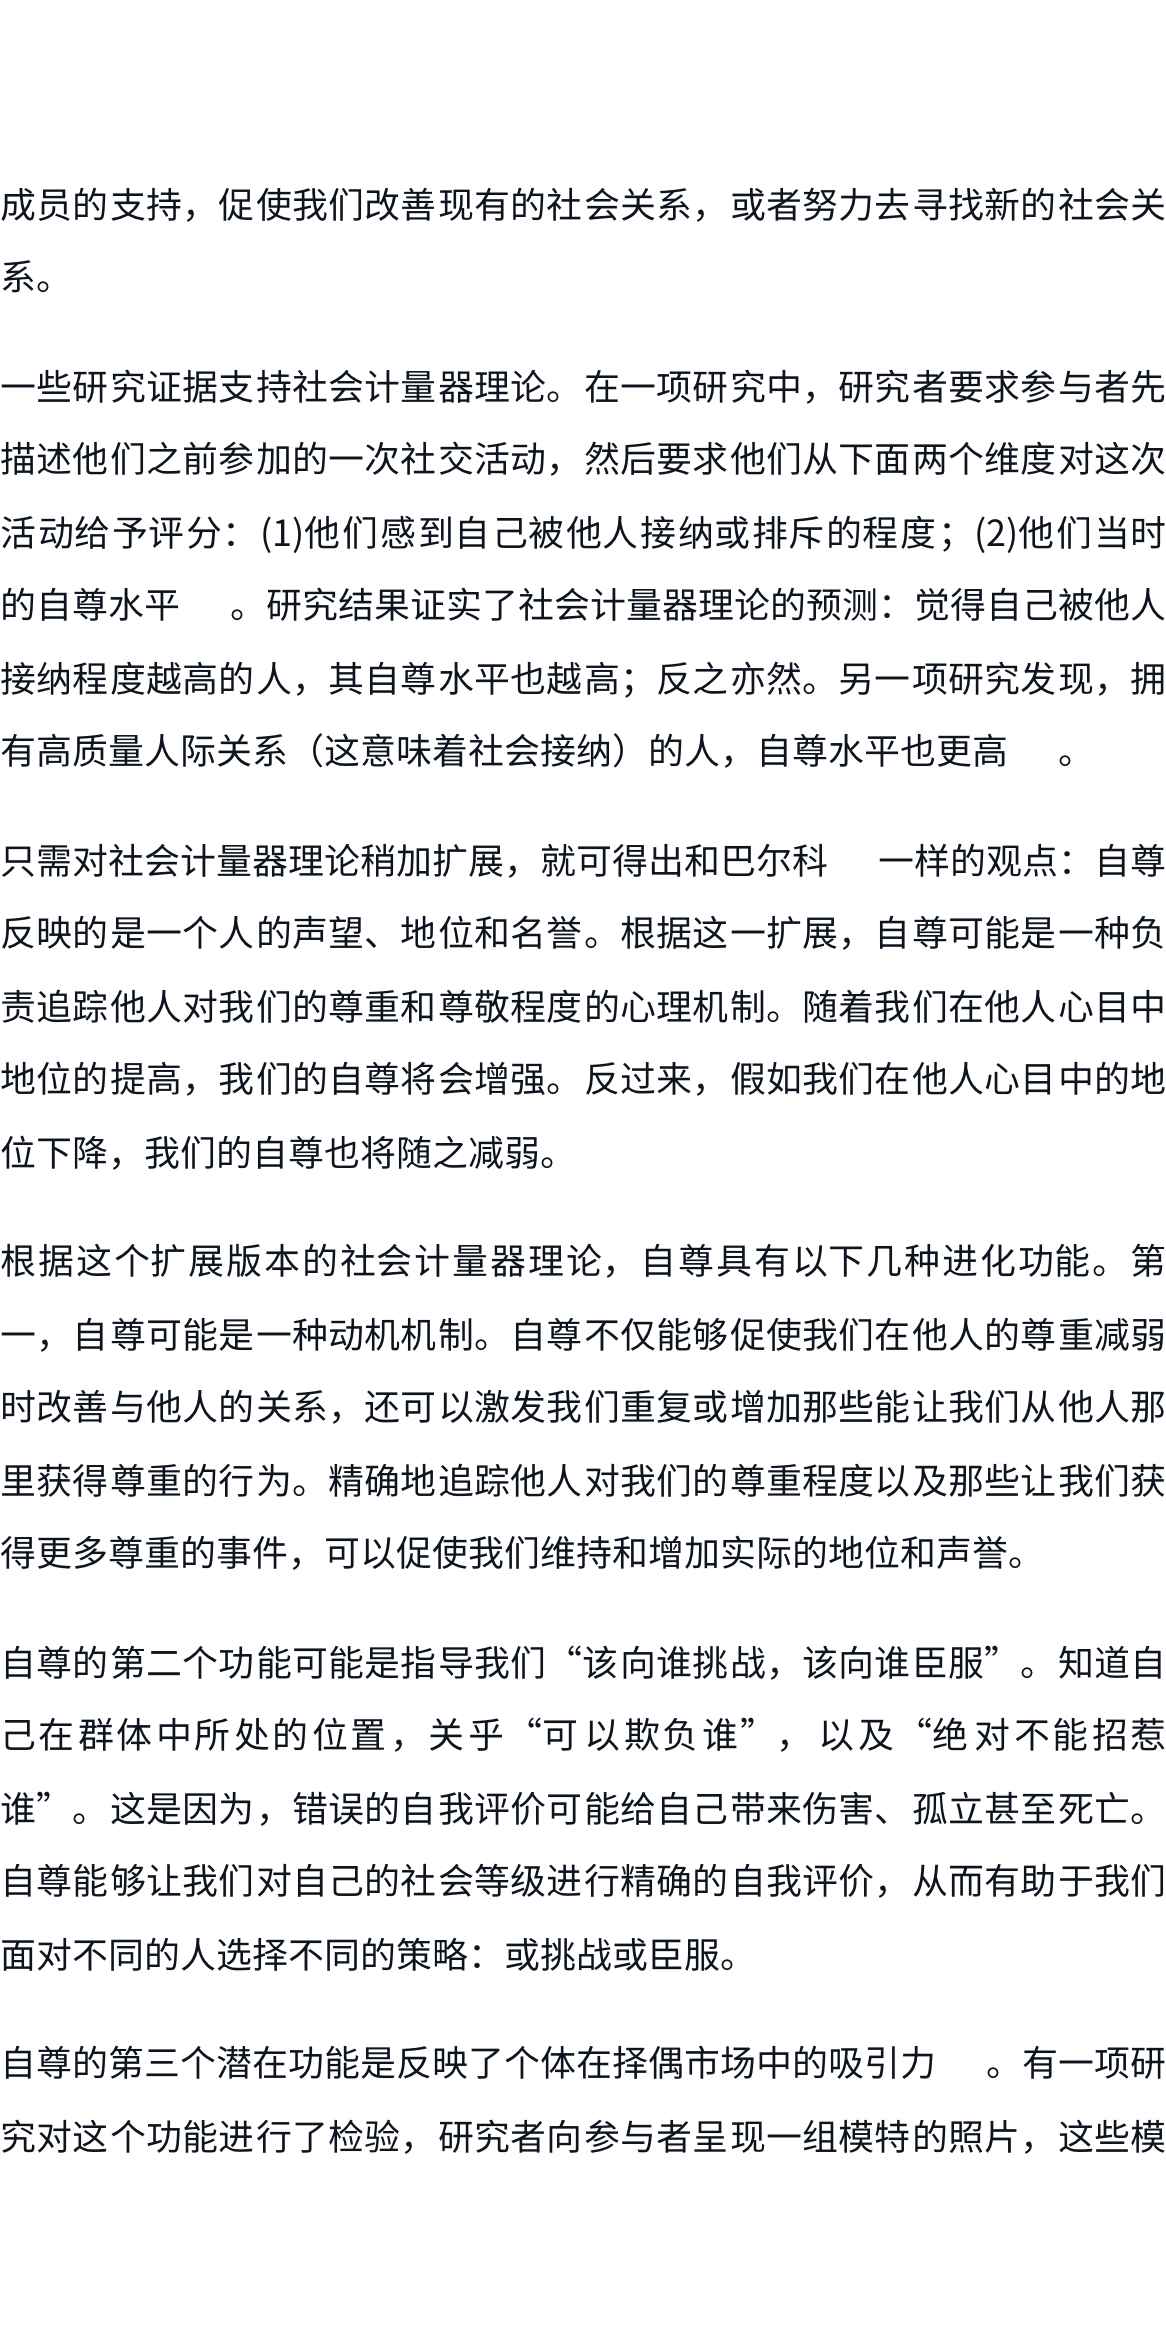 成员的支持，促使我们改善现有的社会关系，或者努力去寻找新的社会关
系。
一些研究证据支持社会计量器理论。在一项研究中，研究者要求参与者先
描述他们之前参加的一次社交活动，然后要求他们从下面两个维度对这次
活动给予评分：(1)他们感到自己被他人接纳或排斥的程度；(2)他们当时
的自尊水平 。研究结果证实了社会计量器理论的预测：觉得自己被他人
接纳程度越高的人，其自尊水平也越高；反之亦然。另一项研究发现，拥
有高质量人际关系（这意味着社会接纳）的人，自尊水平也更高 。
只需对社会计量器理论稍加扩展，就可得出和巴尔科 一样的观点：自尊
反映的是一个人的声望、地位和名誉。根据这一扩展，自尊可能是一种负
责追踪他人对我们的尊重和尊敬程度的心理机制。随着我们在他人心目中
地位的提高，我们的自尊将会增强。反过来，假如我们在他人心目中的地
位下降，我们的自尊也将随之减弱。
根据这个扩展版本的社会计量器理论，自尊具有以下几种进化功能。第
一，自尊可能是一种动机机制。自尊不仅能够促使我们在他人的尊重减弱
时改善与他人的关系，还可以激发我们重复或增加那些能让我们从他人那
里获得尊重的行为。精确地追踪他人对我们的尊重程度以及那些让我们获
得更多尊重的事件，可以促使我们维持和增加实际的地位和声誉。
自尊的第二个功能可能是指导我们“该向谁挑战，该向谁臣服”。知道自
己在群体中所处的位置，关乎“可以欺负谁”，以及“绝对不能招惹
谁”。这是因为，错误的自我评价可能给自己带来伤害、孤立甚至死亡。
自尊能够让我们对自己的社会等级进行精确的自我评价，从而有助于我们
面对不同的人选择不同的策略：或挑战或臣服。
自尊的第三个潜在功能是反映了个体在择偶市场中的吸引力 。有一项研
究对这个功能进行了检验，研究者向参与者呈现一组模特的照片，这些模